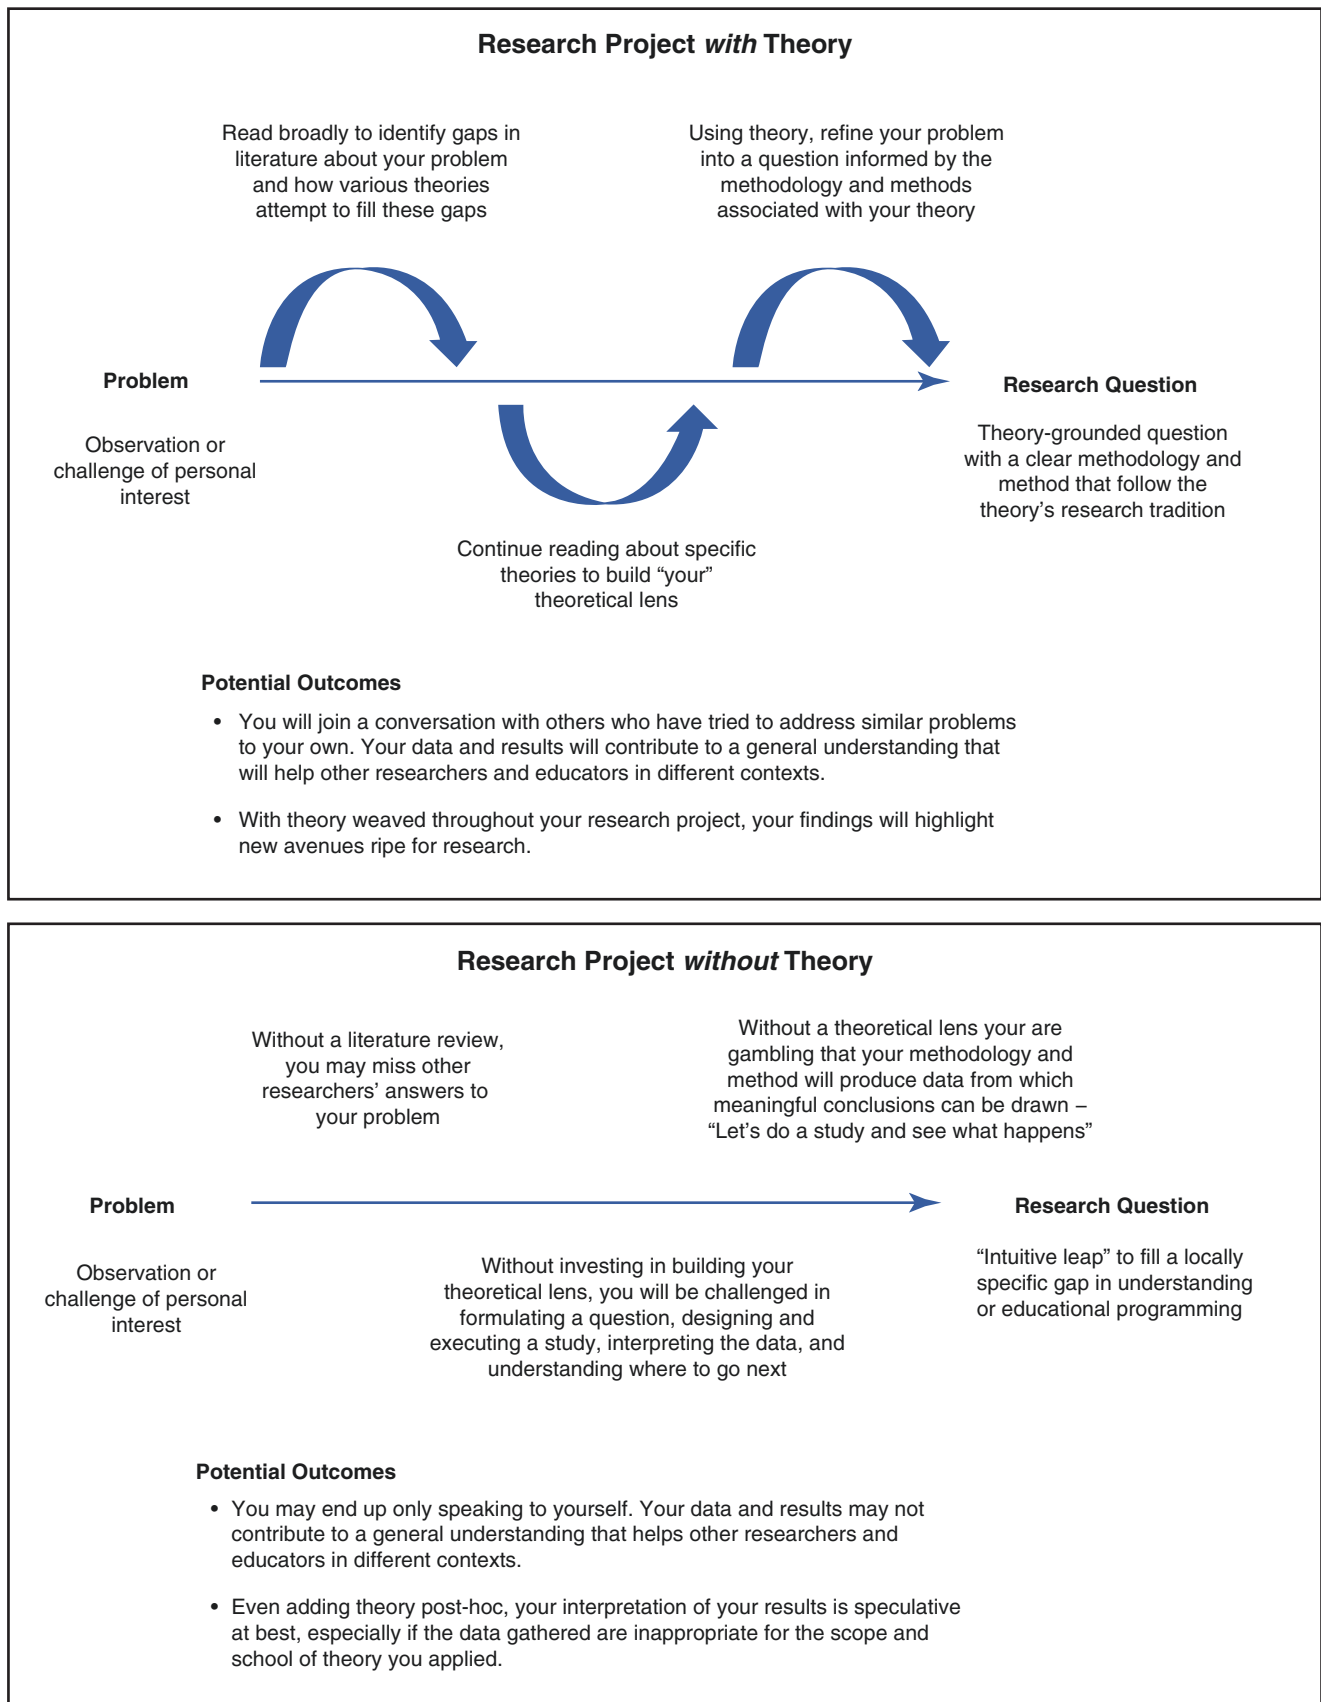 Research Project with Theory
Read broadly to identify gaps in
literature about your problem
and how various theories
attempt to fill these gaps
Using theory, refine your problem
into a question informed by the
methodology and methods
associated with your theory
Problem
Observation or
challenge of personal
interest
Research Question
Theory-grounded question
with a clear methodology and
method that follow the
theory’s research tradition
Continue reading about specific
theories to build “your”
theoretical lens
Potential Outcomes
• You will join a conversation with others who have tried to address similar problems
to your own. Your data and results will contribute to a general understanding that
will help other researchers and educators in different contexts.
• With theory weaved throughout your research project, your findings will highlight
new avenues ripe for research.
Research Project without Theory
Without a literature review,
you may miss other
researchers’ answers to
your problem
Without a theoretical lens your are
gambling that your methodology and
method will produce data from which
meaningful conclusions can be drawn –
“Let’s do a study and see what happens”
Problem
Observation or
challenge of personal
interest
Research Question
“Intuitive leap” to fill a locally
specific gap in understanding
or educational programming
Without investing in building your
theoretical lens, you will be challenged in
formulating a question, designing and
executing a study, interpreting the data, and
understanding where to go next
Potential Outcomes
• You may end up only speaking to yourself. Your data and results may not
contribute to a general understanding that helps other researchers and
educators in different contexts.
• Even adding theory post-hoc, your interpretation of your results is speculative
at best, especially if the data gathered are inappropriate for the scope and
school of theory you applied.